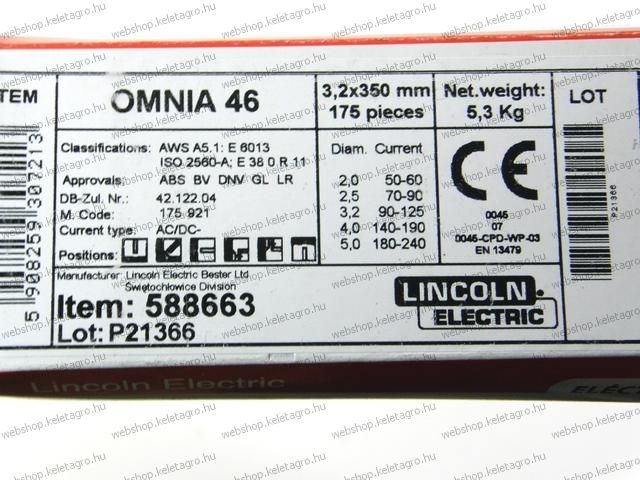 TEM
OMNIA 46
3,2x350 mm
175 pieces
Net.weight:
5,3 Kg
LOT
Classifications: AWS A5.1: E 6013
ISO 2560-A; E 38 0 R 11
Approvals: ABS BV DNV GL LR
DB-Zul. Nr.: 42.122.04
M. Code: 175 921
Current type: AC/DC-
Positions:
Diam. Current
2,0 50-60
2,5 70-90
3,2 90-125
4,0 140-190
5,0 180-240
CE
0045
07
0045-CPD-WP-03
EN 13479
P21366
5 908259 307213
Manufacturer: Lincoln Electric Bester Ltd
Swiętochłowice Division
Item: 588663
Lot: P21366
LINCOLN
ELECTRIC
Lincoln Electric
ELEC
webshop.keletagro.hu